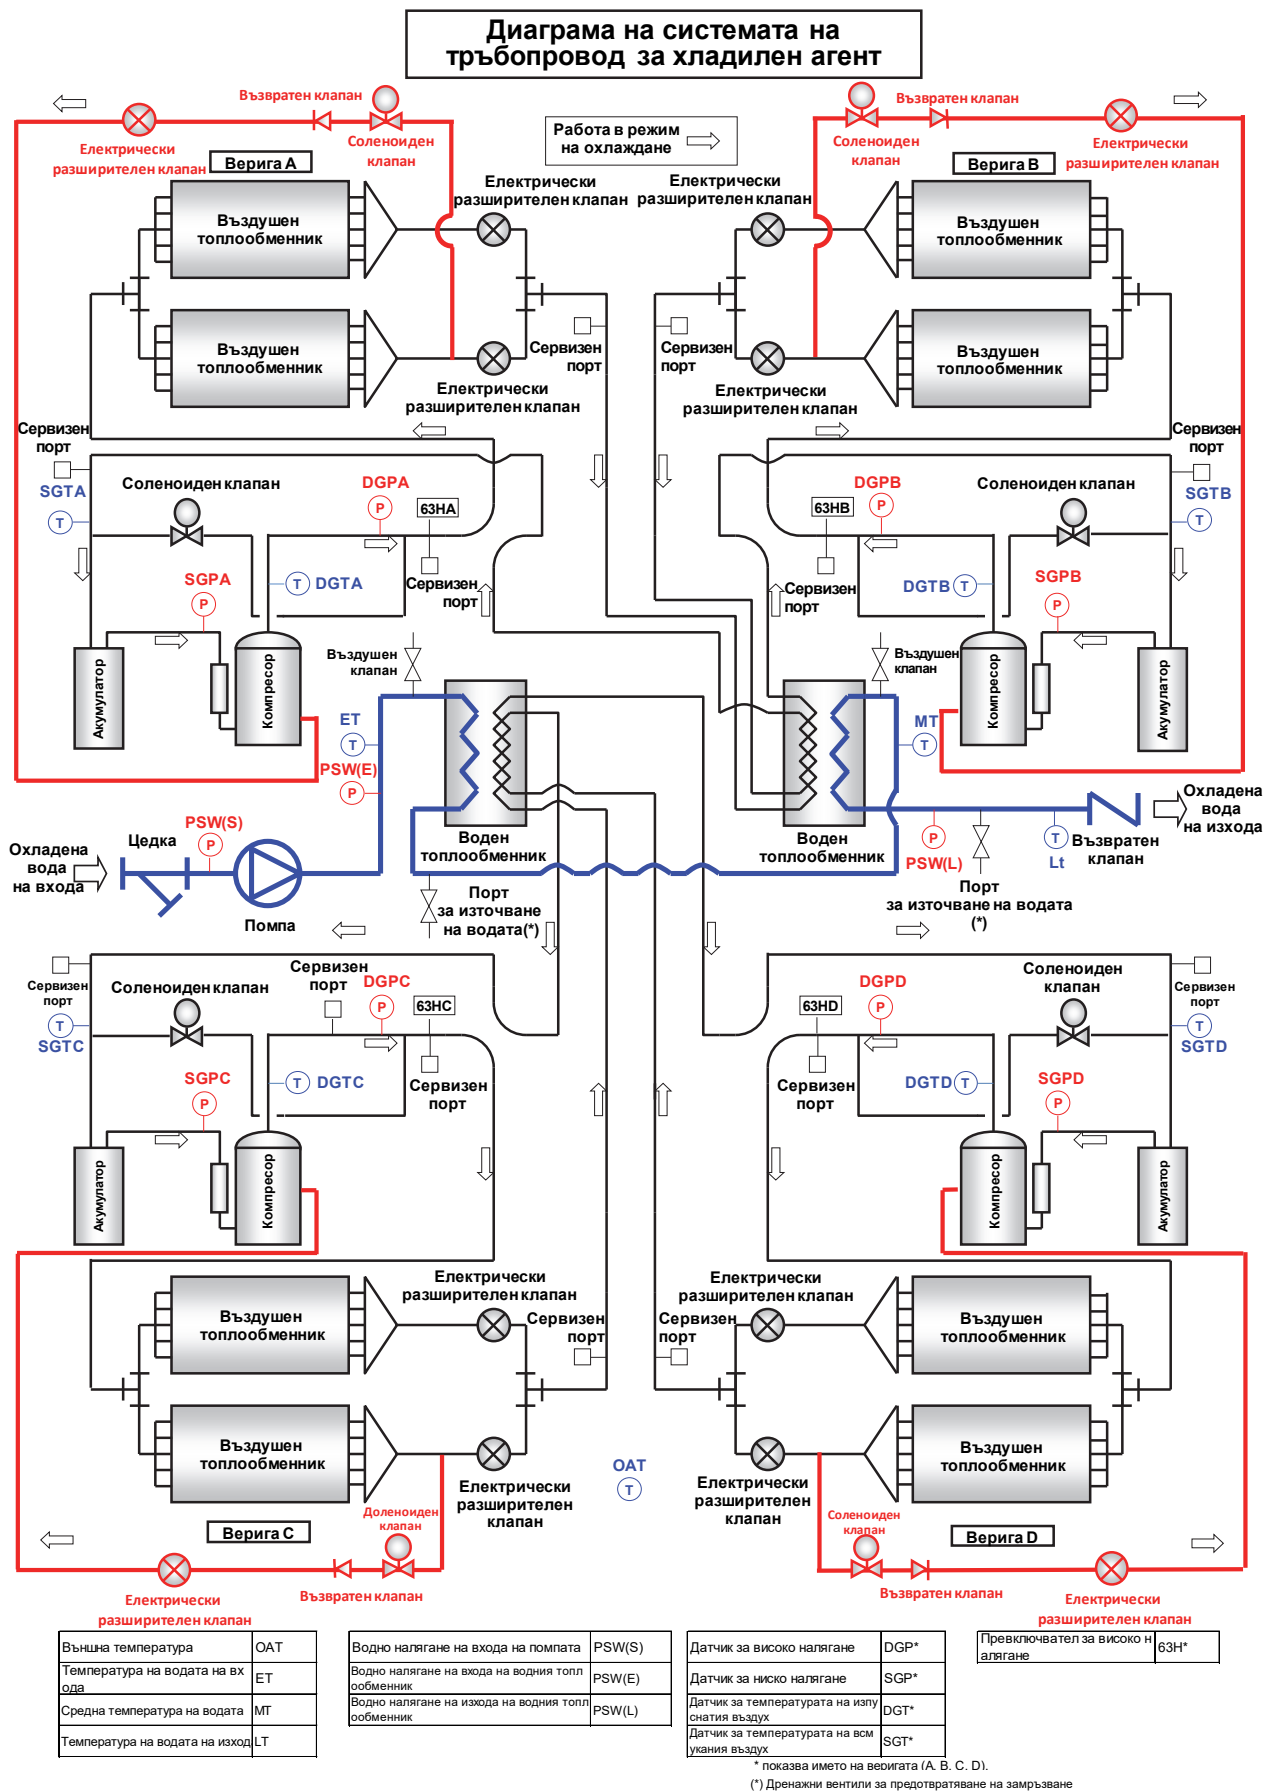 Диаграма на системата на
тръбопровод за хладилен агент
Възвратен клапан
Соленоиден
клапан
Електрически
разширителен клапан
Верига A
Работа в режим
на охлаждане
Възвратен клапан
Соленоиден
клапан
Електрически
разширителен клапан
Верига B
Въздушен
топлообменник
Електрически
разширителен клапан
Електрически
разширителен клапан
Въздушен
топлообменник
Въздушен
топлообменник
Сервизен
порт
Сервизен
порт
Въздушен
топлообменник
Електрически
разширителен клапан
Електрически
разширителен клапан
Сервизен
порт
SGTA
T
Соленоиден клапан
DGPA
P
63HA
Сервизен
порт
SGPA
P
T DGTA
Акумулатор
Компресор
DGPB
P
63HB
Соленоиден клапан
Сервизен
порт
SGTB
T
Сервизен
порт
DGTB T
SGPB
P
Компресор
Акумулатор
Въздушен
клапан
Въздушен
клапан
ET
T
PSW(E)
P
MT
T
Воден
топлообменник
Воден
топлообменник
Охладена
вода
на входа
Цедка
PSW(S)
P
Помпа
Порт
за източване
на водата(*)
P
PSW(L)
T
Lt
Възвратен
клапан
Охладена
вода
на изхода
Порт
за източване на водата
(*)
Сервизен
порт
T
SGTC
Соленоиден клапан
Сервизен
порт
DGPC
P
63HC
Сервизен
порт
SGPC
P
T DGTC
Акумулатор
Компресор
DGPD
P
63HD
Соленоиден
клапан
Сервизен
порт
T
SGTD
Сервизен
порт
DGTD T
SGPD
P
Компресор
Акумулатор
Въздушен
топлообменник
Електрически
разширителен клапан
Сервизен
порт
Сервизен
порт
Електрически
разширителен клапан
Въздушен
топлообменник
Въздушен
топлообменник
Електрически
разширителен
клапан
OAT
T
Електрически
разширителен
клапан
Въздушен
топлообменник
Верига C
Доленоиден
клапан
Възвратен клапан
Електрически
разширителен клапан
Соленоиден
клапан
Верига D
Възвратен клапан
Електрически
разширителен клапан
Външна температура OAT
Температура на водата на вх
ода ET
Средна температура на водата MT
Температура на водата на изход LT
Водно налягане на входа на помпата PSW(S)
Водно налягане на входа на водния топл
ообменник PSW(E)
Водно налягане на изхода на водния топл
ообменник PSW(L)
Датчик за високо налягане DGP*
Датчик за ниско налягане SGP*
Датчик за температурата на изпу
снатия въздух DGT*
Датчик за температурата на всм
укания въздух SGT*
Превключвател за високо н
алягане 63H*
* показва името на веригата (A, B, C, D).
(*) Дренажни вентили за предотвратяване на замръзване